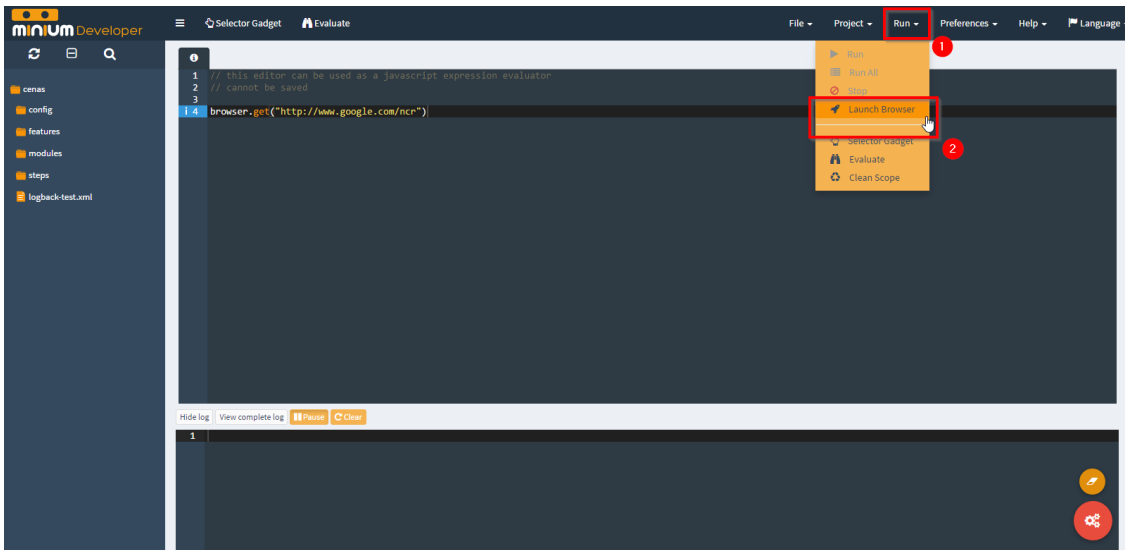 minium Developer
Selector Gadget
Evaluate
File
Project
Run
Preferences
Help
Language
1
Run
Run All
Stop
Launch Browser
2
Selector Gadget
Evaluate
Clean Scope
cenas
config
features
modules
steps
logback-test.xml
1 // this editor can be used as a javascript expression evaluator
2 // cannot be saved
3
i 4 browser.get("http://www.google.com/ncr")
Hide log
View complete log
Pause
Clear
1